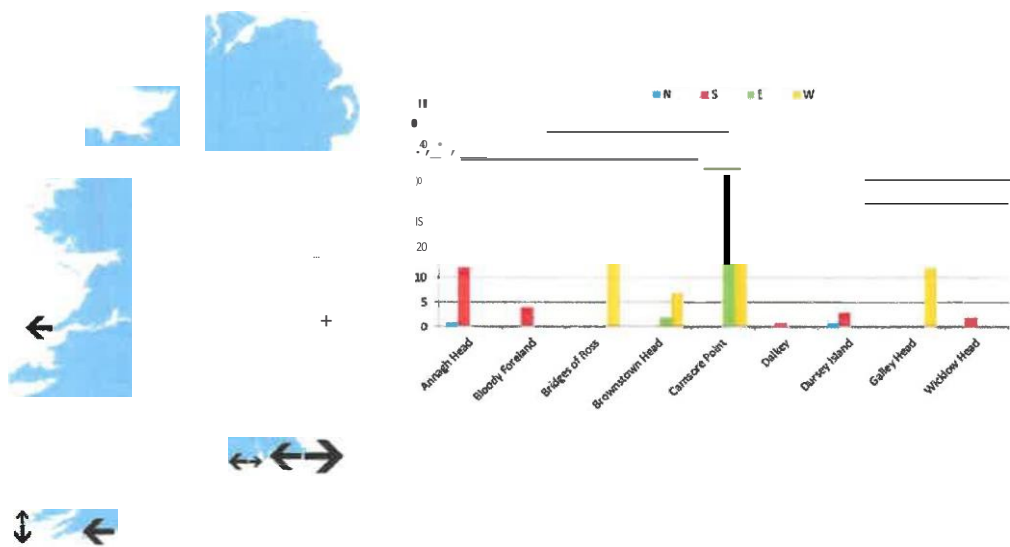 N S E W
40
20
10
5
0
Annagh Head
Bloody Foreland
Bridges of Ross
Brownstown Head
Carnsore Point
Dalkey
Dursey Island
Galley Head
Wicklow Head